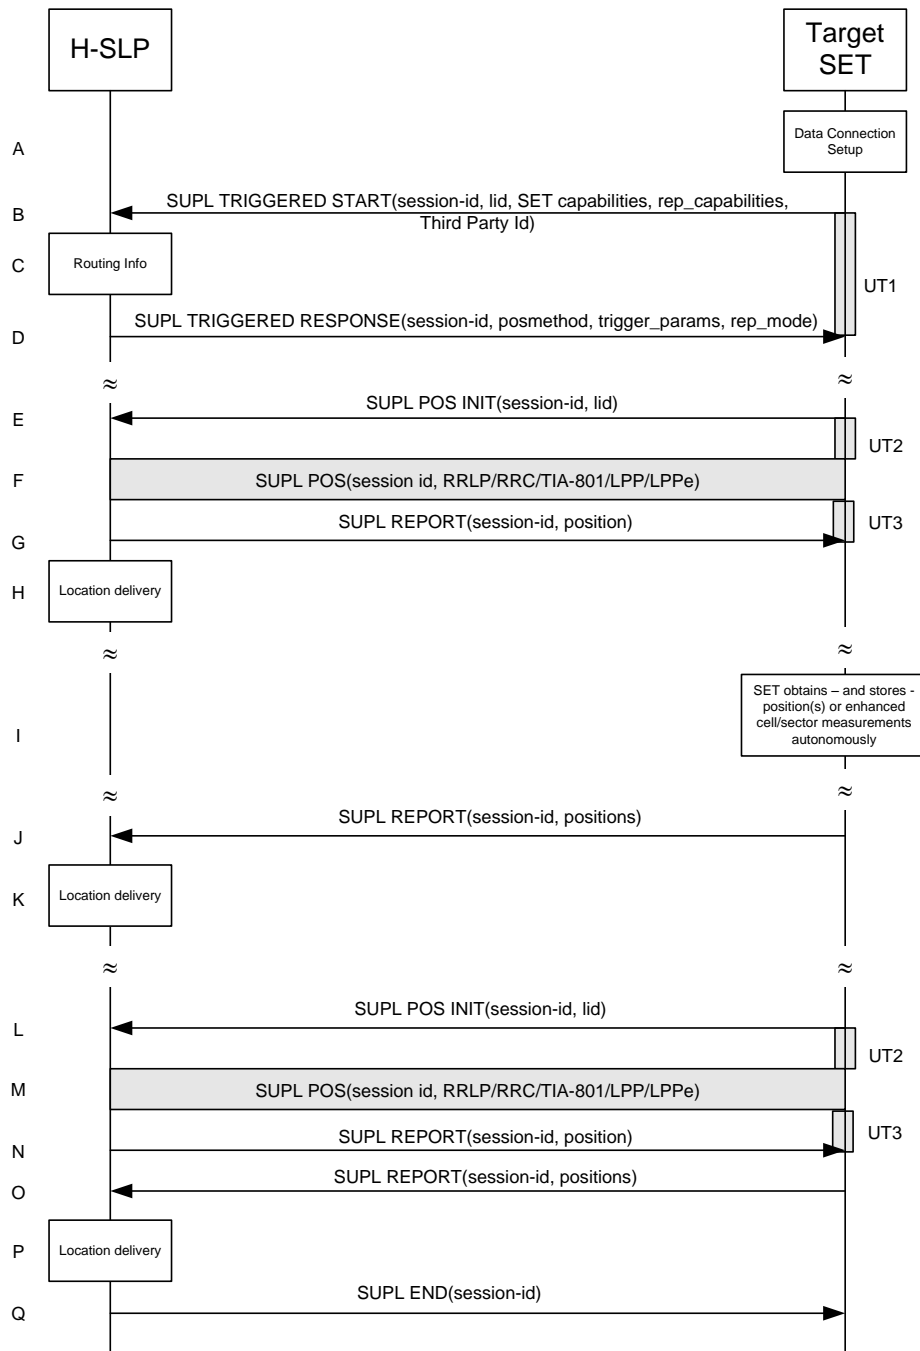 H-SLP
Target
SET
A
Data Connection
Setup
B
SUPL TRIGGERED START(session-id, lid, SET capabilities, rep_capabilities,
Third Party Id)
C
Routing Info
UT1
D
SUPL TRIGGERED RESPONSE(session-id, posmethod, trigger_params, rep_mode)
≈
≈
E
SUPL POS INIT(session-id, lid)
UT2
F
SUPL POS(session id, RRLP/RRC/TIA-801/LPP/LPPe)
G
SUPL REPORT(session-id, position)
UT3
H
Location delivery
≈
≈
I
SET obtains – and stores -
position(s) or enhanced
cell/sector measurements
autonomously
≈
≈
J
SUPL REPORT(session-id, positions)
K
Location delivery
≈
≈
L
SUPL POS INIT(session-id, lid)
UT2
M
SUPL POS(session id, RRLP/RRC/TIA-801/LPP/LPPe)
N
SUPL REPORT(session-id, position)
UT3
O
SUPL REPORT(session-id, positions)
P
Location delivery
Q
SUPL END(session-id)